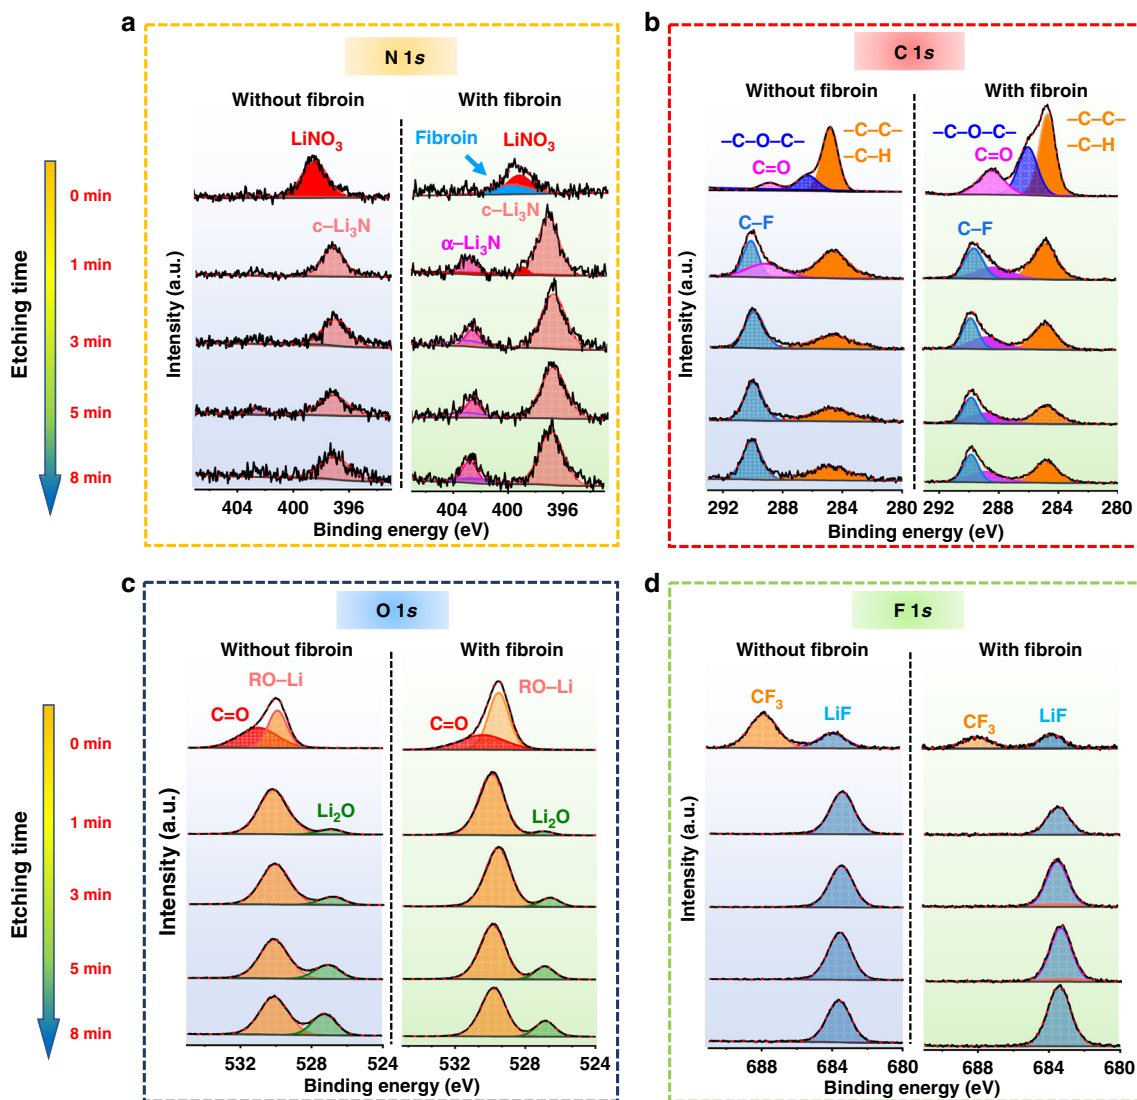 a
N 1s
Without fibroin
With fibroin
LiNO3
Fibroin
LiNO3
c–Li3N
c–Li3N
α–Li3N
Intensity (a.u.)
404
400
396
404
400
396
Binding energy (eV)
Etching time
0 min
1 min
3 min
5 min
8 min
b
C 1s
Without fibroin
With fibroin
–C–O–C–
C=O
–C–C–
–C–H
–C–O–C–
C=O
–C–C–
–C–H
C–F
C–F
Intensity (a.u.)
292
288
284
280
292
288
284
280
Binding energy (eV)
c
O 1s
Without fibroin
With fibroin
RO–Li
C=O
RO–Li
C=O
Li2O
Li2O
Intensity (a.u.)
532
528
524
532
528
524
Binding energy (eV)
Etching time
0 min
1 min
3 min
5 min
8 min
d
F 1s
Without fibroin
With fibroin
CF3
LiF
CF3
LiF
Intensity (a.u.)
688
684
680
688
684
680
Binding energy (eV)